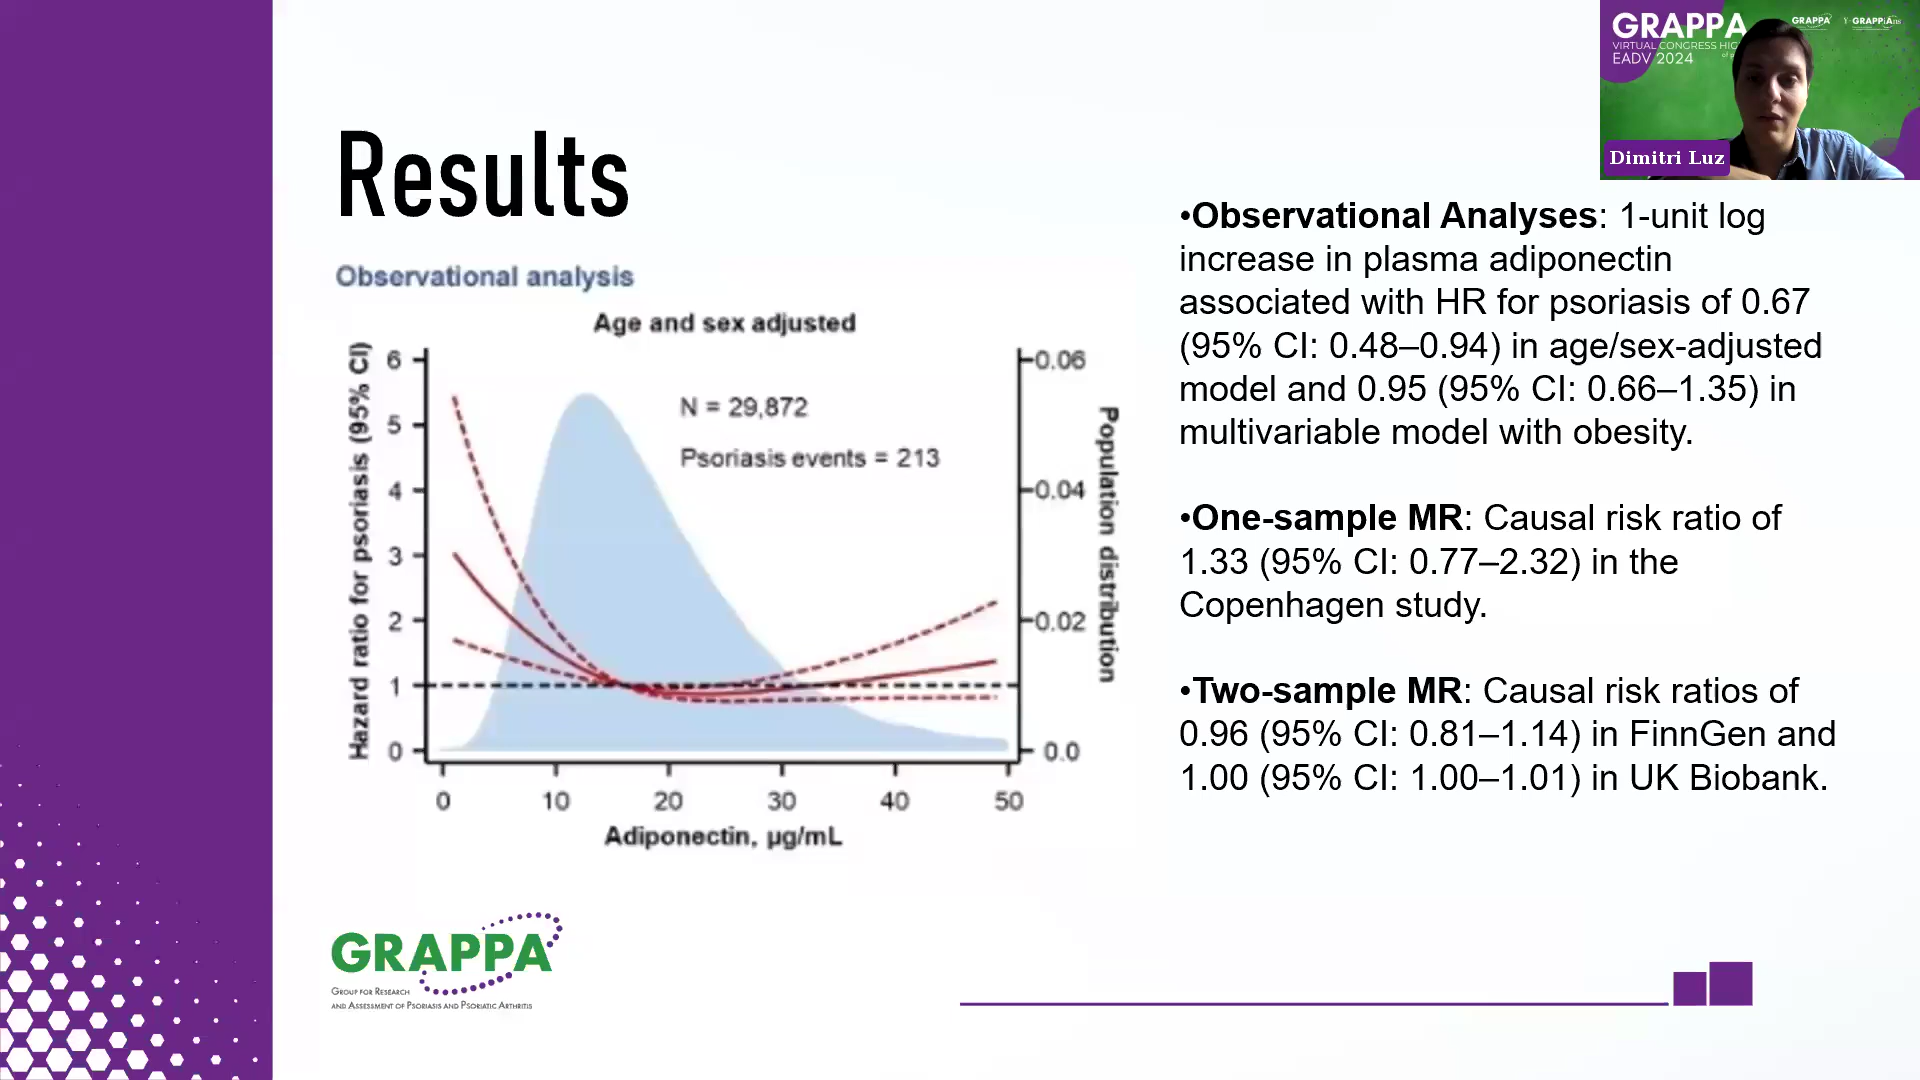 Results
Observational analysis
Age and sex adjusted
Hazard ratio for psoriasis (95% CI)
6
5
4
3
2
1
0
N = 29,872
Psoriasis events = 213
0.06
0.04
0.02
0.0
Population distribution
0 10 20 30 40 50
Adiponectin, µg/mL
•Observational Analyses: 1-unit log
increase in plasma adiponectin
associated with HR for psoriasis of 0.67
(95% CI: 0.48–0.94) in age/sex-adjusted
model and 0.95 (95% CI: 0.66–1.35) in
multivariable model with obesity.
•One-sample MR: Causal risk ratio of
1.33 (95% CI: 0.77–2.32) in the
Copenhagen study.
•Two-sample MR: Causal risk ratios of
0.96 (95% CI: 0.81–1.14) in FinnGen and
1.00 (95% CI: 1.00–1.01) in UK Biobank.
GRAPPA
GROUP FOR RESEARCH
AND ASSESSMENT OF PSORIASIS AND PSORIATIC ARTHRITIS
GRAPPA
VIRTUAL CONGRESS HIG
EADV 2024
GRAPPA
Y-GRAPPAns
Dimitri Luz